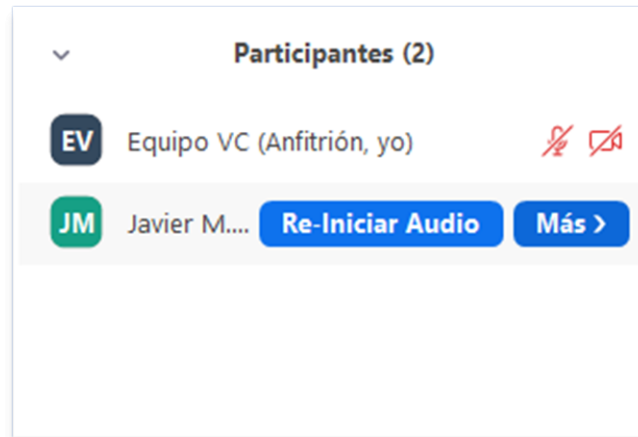 Participantes (2)
EV Equipo VC (Anfitrión, yo)
JM Javier M.... Re-Iniciar Audio Más >